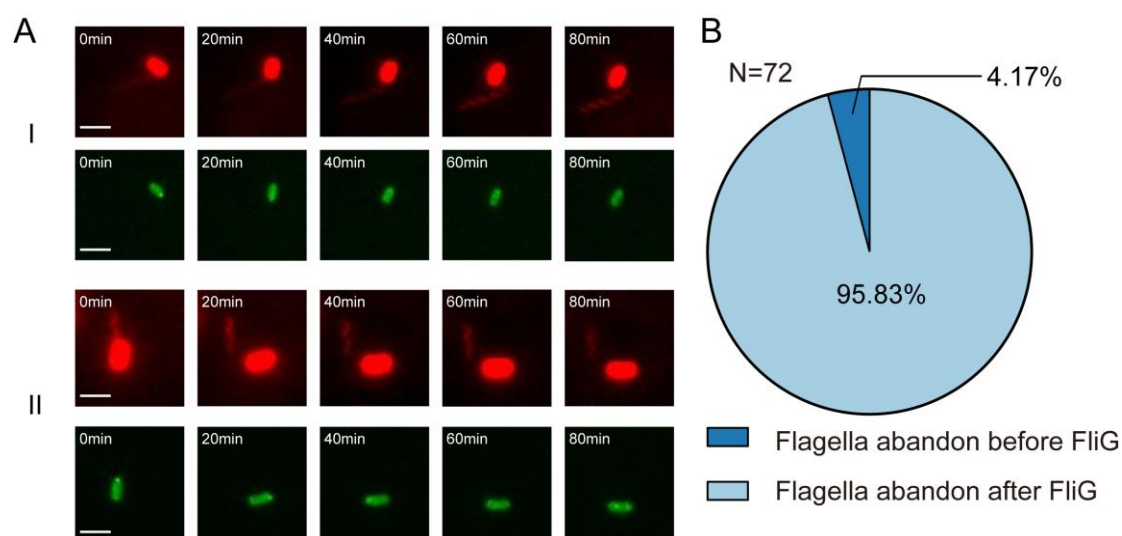 A
0min 20min 40min 60min 80min
I
0min 20min 40min 60min 80min
0min 20min 40min 60min 80min
II
0min 20min 40min 60min 80min
B
N=72
4.17%
95.83%
Flagella abandon before FliG
Flagella abandon after FliG